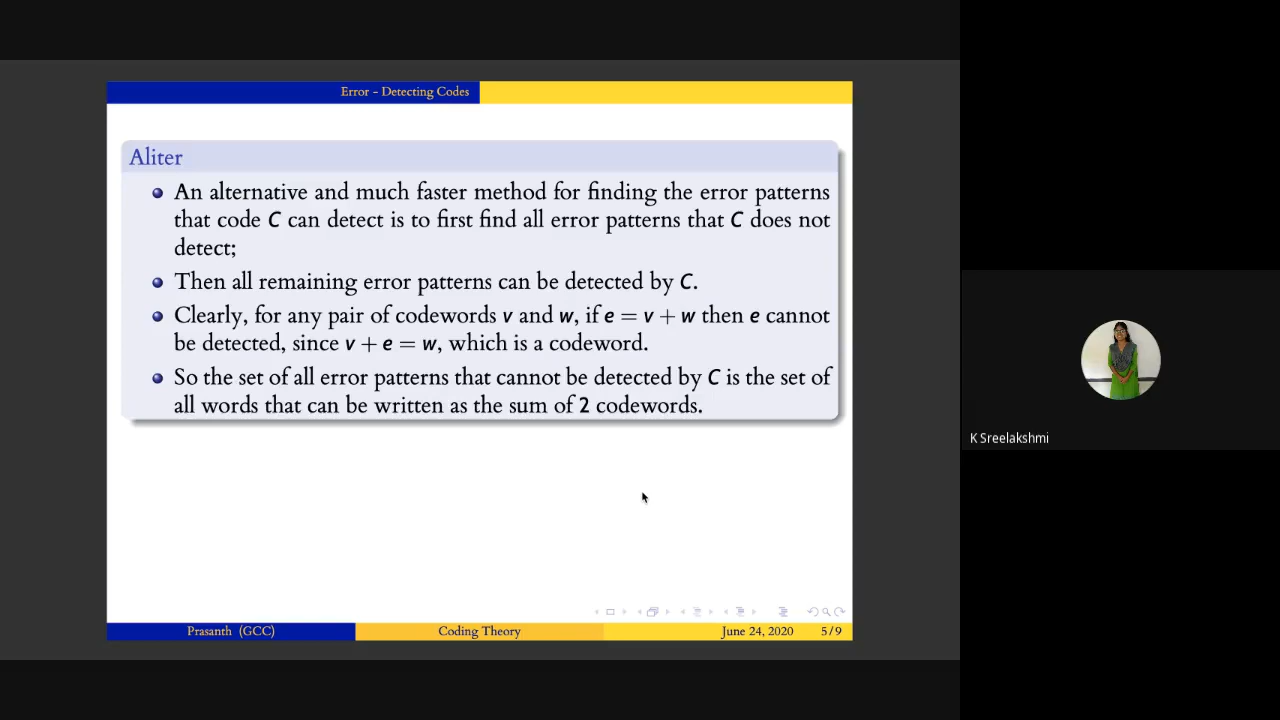 Error - Detecting Codes
Aliter
An alternative and much faster method for finding the error patterns
that code C can detect is to first find all error patterns that C does not
detect;
Then all remaining error patterns can be detected by C.
Clearly, for any pair of codewords v and w, if e = v + w then e cannot
be detected, since v + e = w, which is a codeword.
So the set of all error patterns that cannot be detected by C is the set of
all words that can be written as the sum of 2 codewords.
K Sreelakshmi
Prasanth (GCC) Coding Theory June 24, 2020 5/9